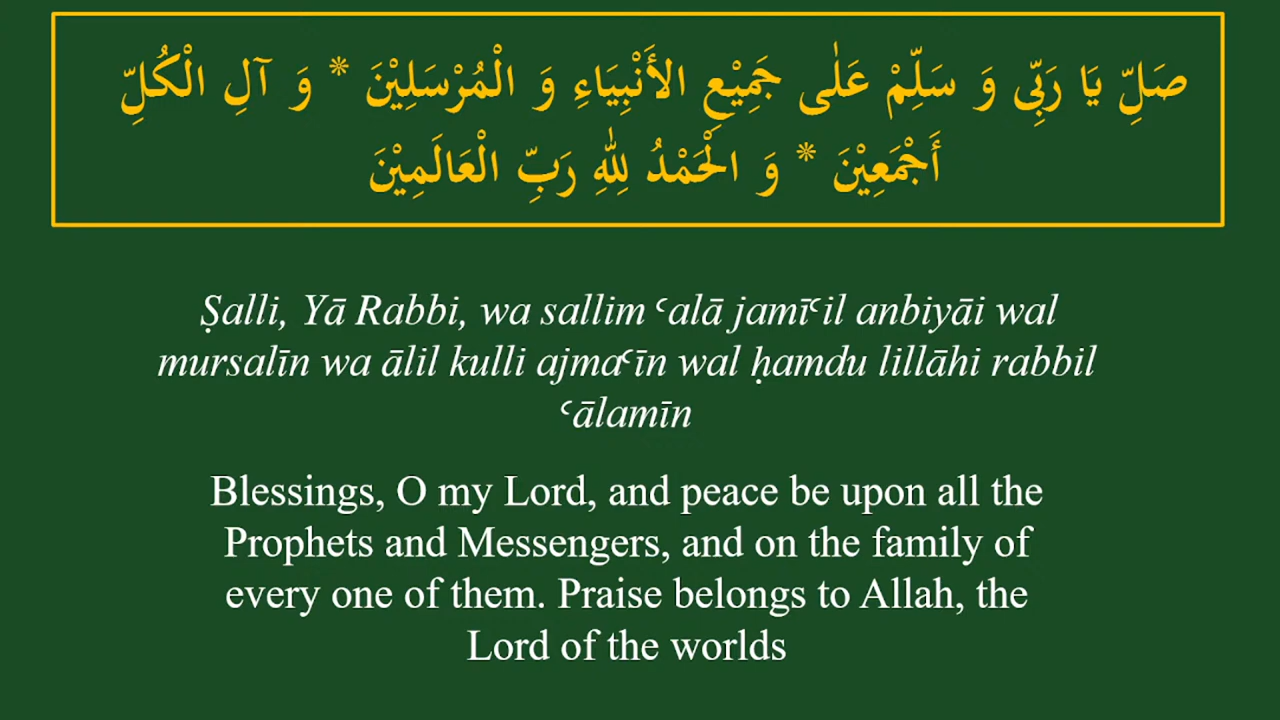 صَلِّ يَا رَبِّى وَ سَلِّمْ عَلٰى جَمِيْعِ الأَنْبِيَاءِ وَ الْمُرْسَلِيْنَ * وَ آلِ الْكُلِّ
أَجْمَعِيْنَ * وَ الْحَمْدُ لِلّٰهِ رَبِّ الْعَالَمِيْنَ
Ṣalli, Yā Rabbi, wa sallim ʿalā jamīʿil anbiyāi wal
mursalīn wa ālil kulli ajmaʿīn wal ḥamdu lillāhi rabbil
ʿālamīn
Blessings, O my Lord, and peace be upon all the
Prophets and Messengers, and on the family of
every one of them. Praise belongs to Allah, the
Lord of the worlds